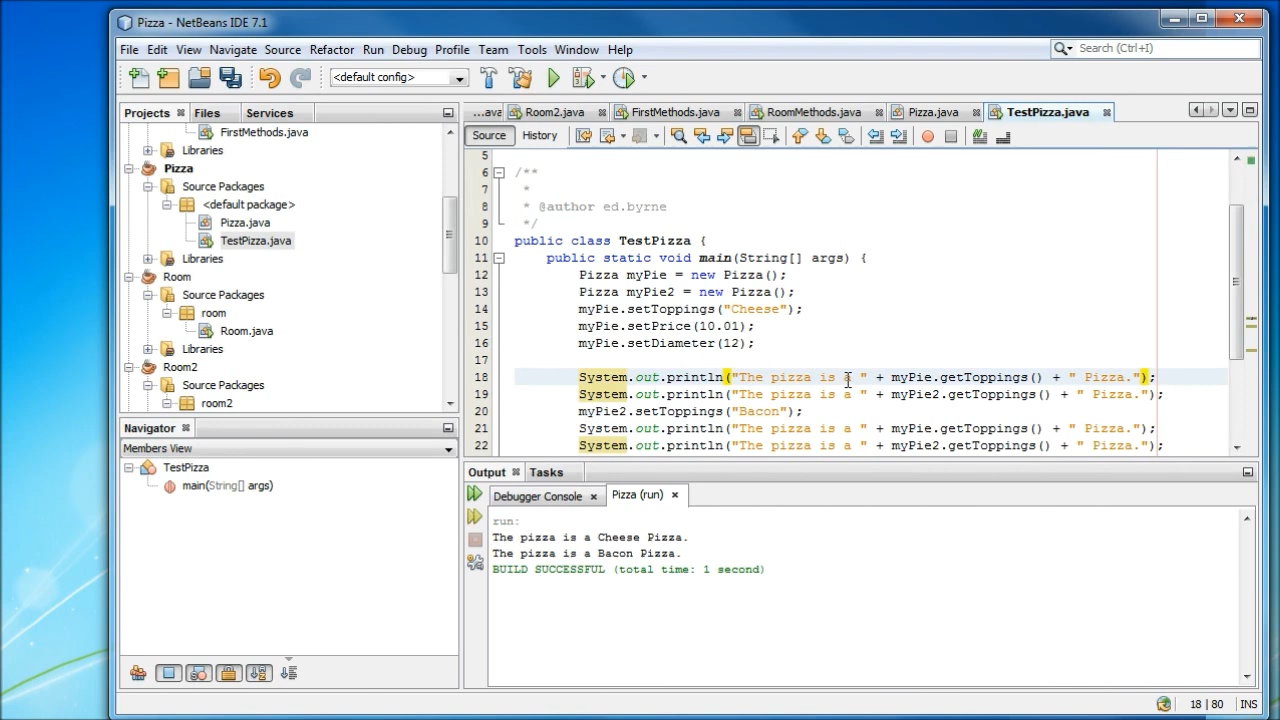 Pizza - NetBeans IDE 7.1
File Edit View Navigate Source Refactor Run Debug Profile Team Tools Window Help
Search (Ctrl+I)
<default config>
Projects Files Services
...ava Room2.java FirstMethods.java RoomMethods.java Pizza.java TestPizza.java
Source History
FirstMethods.java
Libraries
Pizza
Source Packages
<default package>
Pizza.java
TestPizza.java
Libraries
Room
Source Packages
room
Room.java
Libraries
Room2
Source Packages
room2
5
6 /**
7 *
8 * @author ed.byrne
9 */
10 public class TestPizza {
11 public static void main(String[] args) {
12 Pizza myPie = new Pizza();
13 Pizza myPie2 = new Pizza();
14 myPie.setToppings("Cheese");
15 myPie.setPrice(10.01);
16 myPie.setDiameter(12);
17
18 System.out.println("The pizza is a " + myPie.getToppings() + " Pizza.");
19 System.out.println("The pizza is a " + myPie2.getToppings() + " Pizza.");
20 myPie2.setToppings("Bacon");
21 System.out.println("The pizza is a " + myPie.getToppings() + " Pizza.");
22 System.out.println("The pizza is a " + myPie2.getToppings() + " Pizza.");
Navigator
Members View
TestPizza
main(String[] args)
Output Tasks
Debugger Console Pizza (run)
run:
The pizza is a Cheese Pizza.
The pizza is a Bacon Pizza.
BUILD SUCCESSFUL (total time: 1 second)
18 | 80 INS